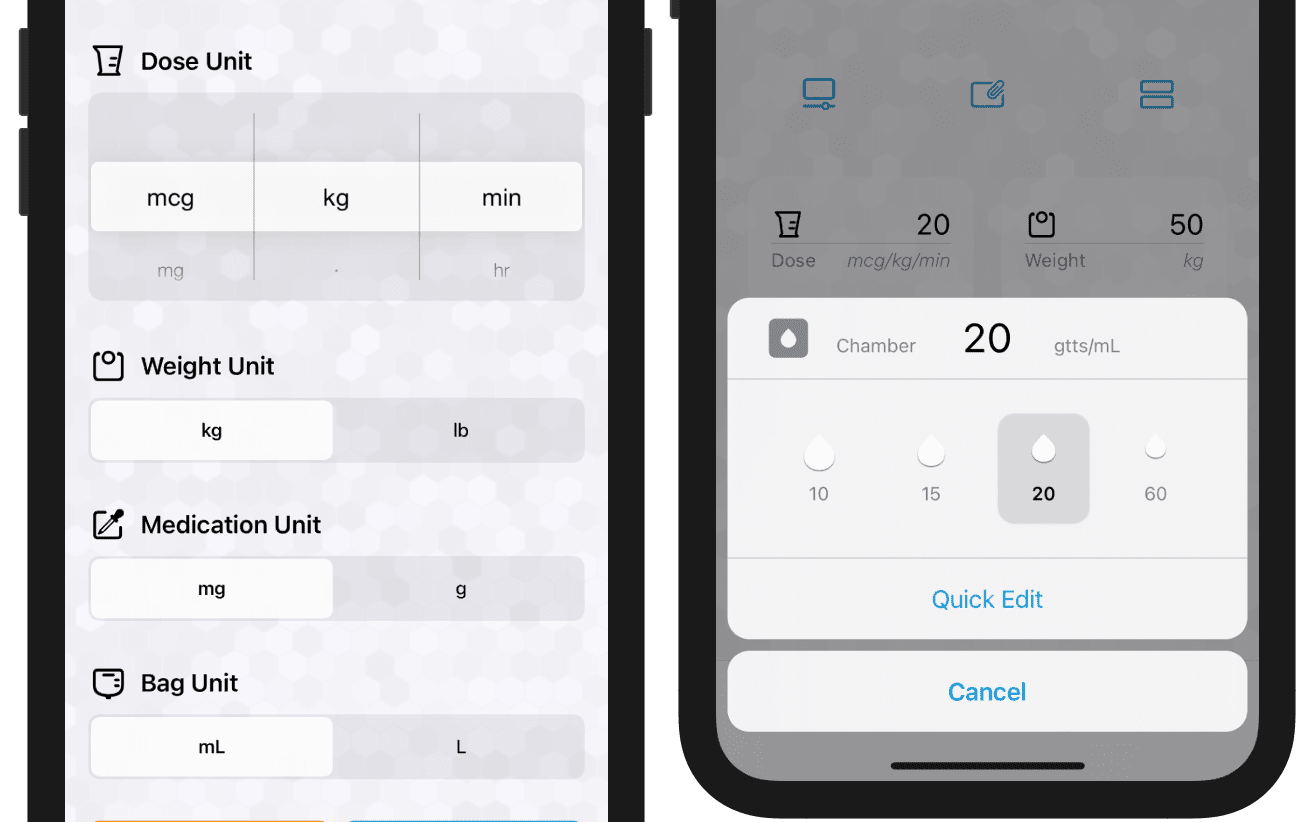 Dose Unit
mcg kg min
mg . hr
Weight Unit
kg lb
Medication Unit
mg g
Bag Unit
mL L
20 50
Dose mcg/kg/min Weight kg
Chamber 20 gtts/mL
10 15 20 60
Quick Edit
Cancel